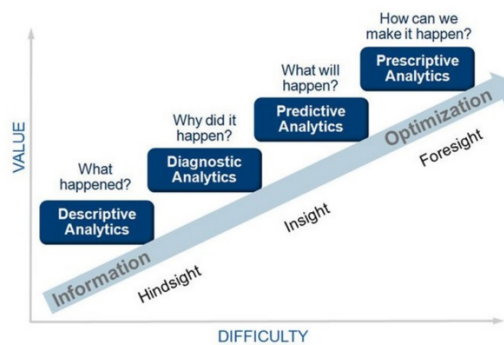 How can we
make it happen?
Prescriptive
Analytics
What will
happen?
Predictive
Analytics
Optimization
Foresight
Why did it
happen?
Diagnostic
Analytics
Insight
What
happened?
Descriptive
Analytics
Information
Hindsight
VALUE
DIFFICULTY